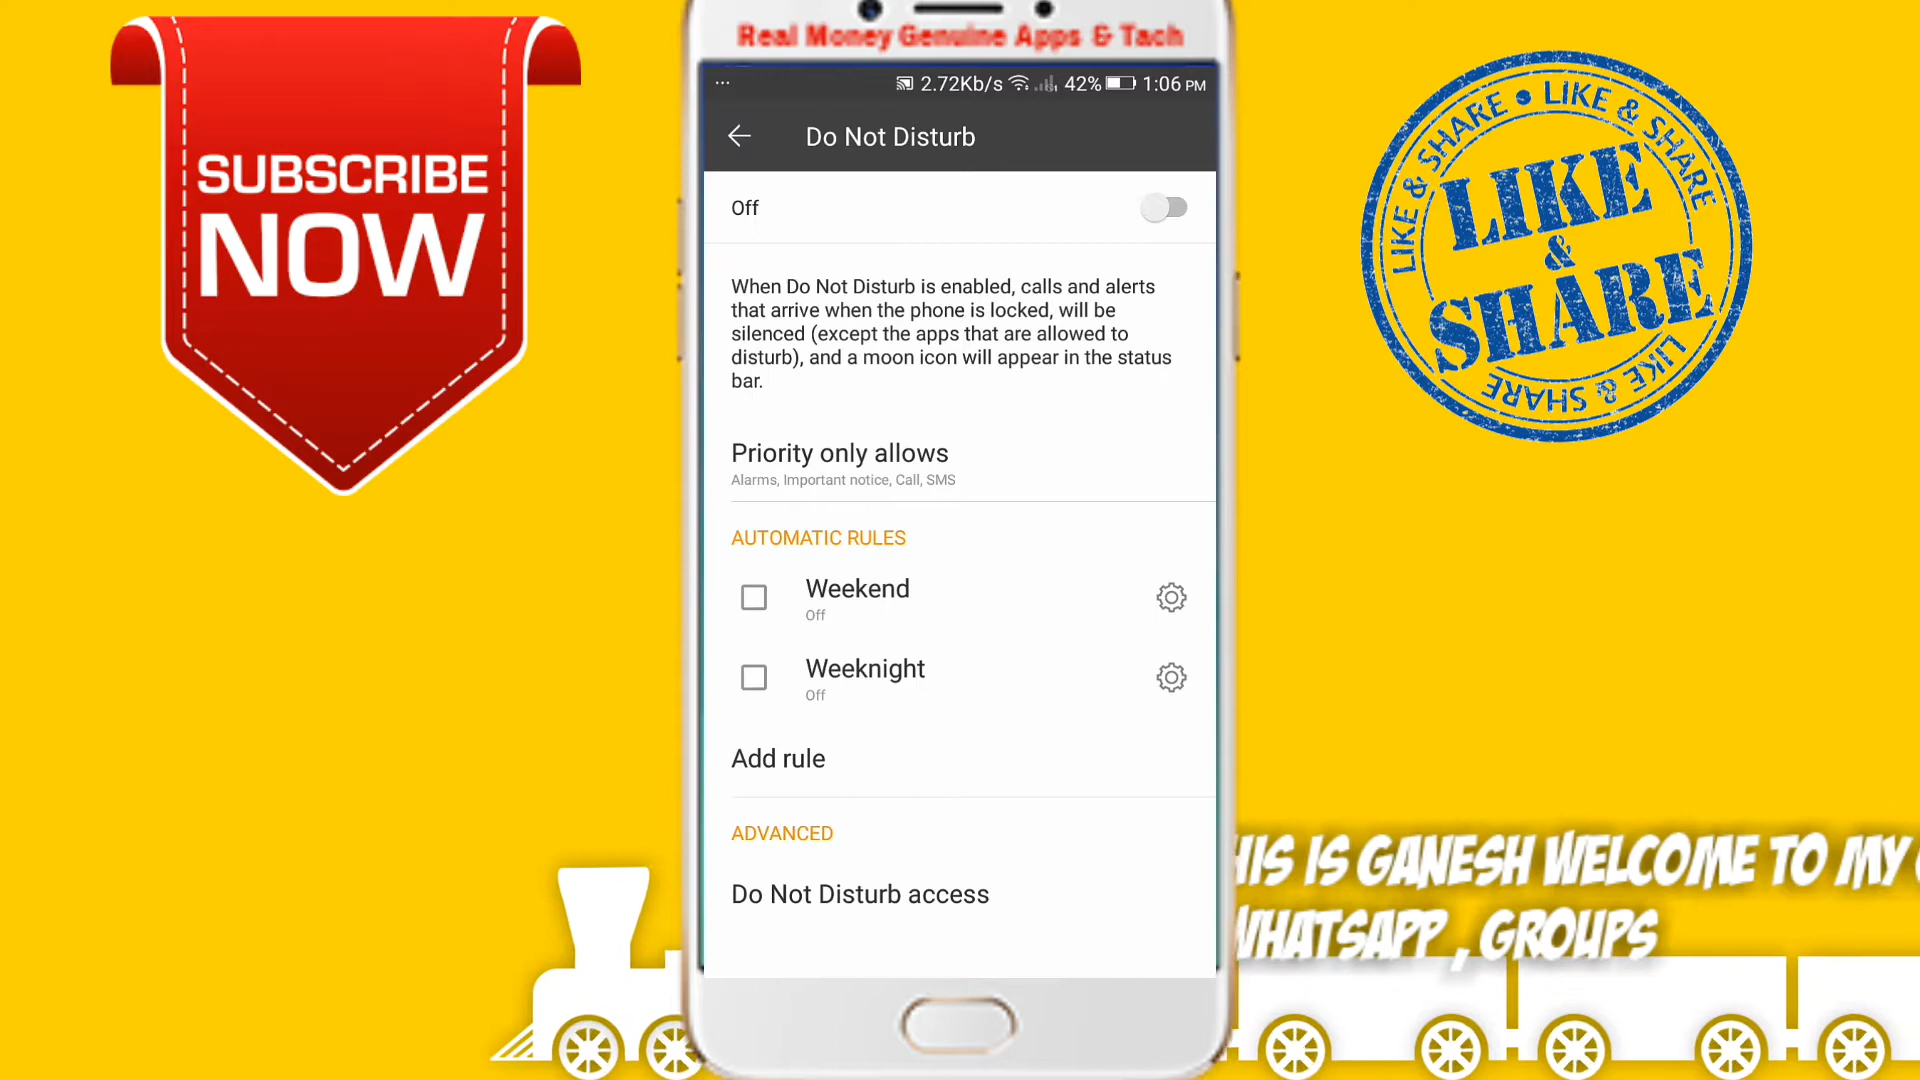 SUBSCRIBE
NOW
Real Money Genuine Apps & Tach
... 2.72Kb/s 42% 1:06 PM
Do Not Disturb
Off
When Do Not Disturb is enabled, calls and alerts
that arrive when the phone is locked, will be
silenced (except the apps that are allowed to
disturb), and a moon icon will appear in the status
bar.
Priority only allows
Alarms, Important notice, Call, SMS
AUTOMATIC RULES
Weekend
Off
Weeknight
Off
Add rule
ADVANCED
Do Not Disturb access
LIKE & SHARE • LIKE & SHARE
LIKE
&
SHARE
LIKE & SHARE
HIS IS GANESH WELCOME TO MY
WHATSAPP , GROUPS